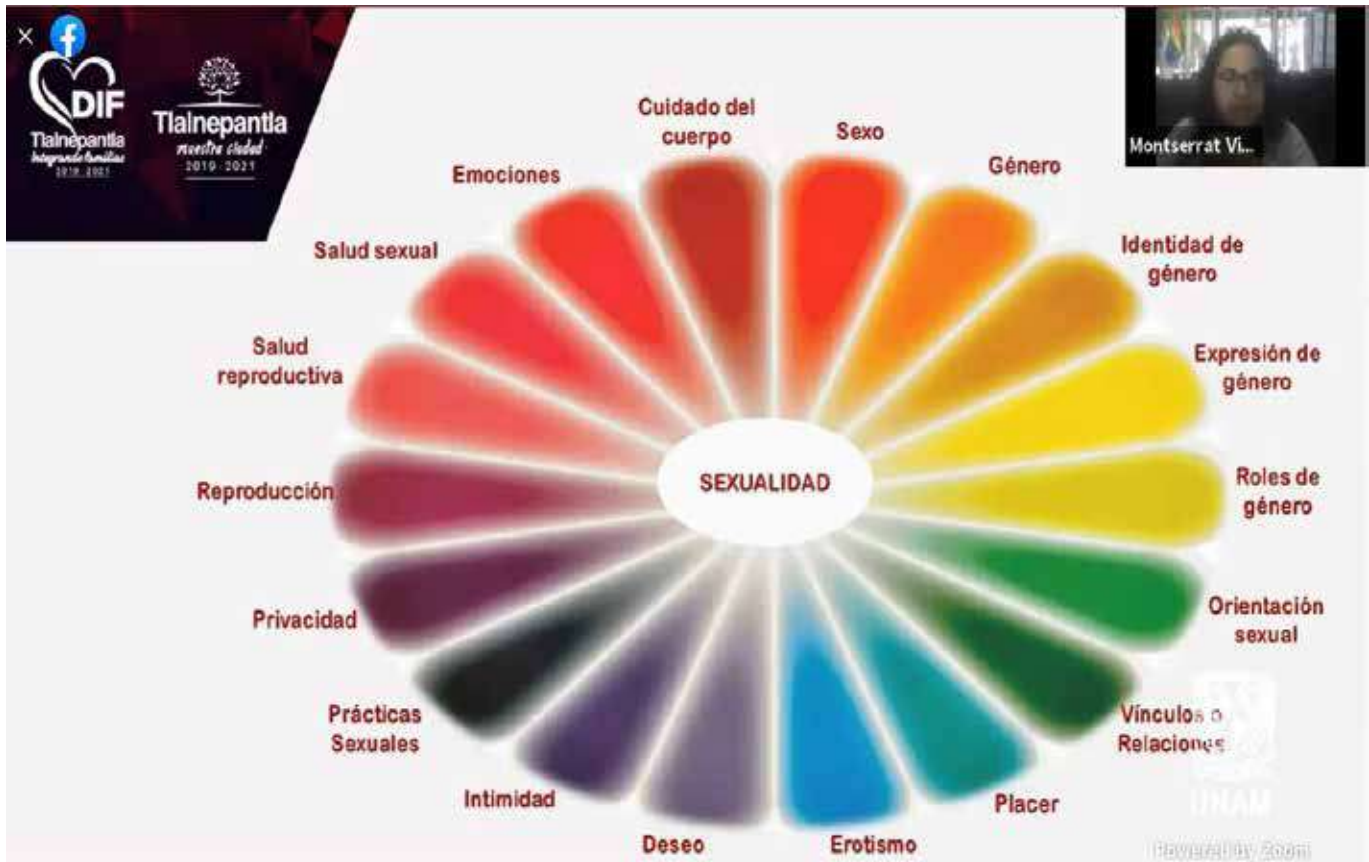 X
DIF
Tlalnepantla
Integrando familias
2019 · 2021
Tlalnepantla
nuestra ciudad
· 2019 · 2021 ·
Montserrat Vi...
Cuidado del
cuerpo
Sexo
Género
Identidad de
género
Expresión de
género
Roles de
género
Orientación
sexual
Vínculos o
Relaciones
Placer
Erotismo
Deseo
Intimidad
Prácticas
Sexuales
Privacidad
Reproducción
Salud
reproductiva
Salud sexual
Emociones
SEXUALIDAD
UNAM
Powered by Zoom